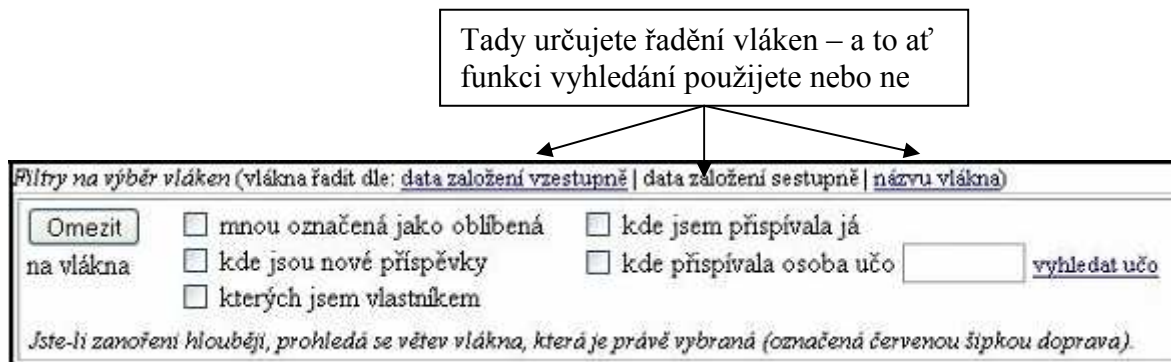 Tady určujete řadění vláken – a to ať
funkci vyhledání použijete nebo ne
Filtry na výběr vláken (vlákna řadit dle: data založení vzestupně | data založení sestupně | názvu vlákna)
Omezit
na vlákna
mnou označená jako oblíbená
kde jsem přispívala já
kde jsou nové příspěvky
kde přispívala osoba učo vyhledat učo
kterých jsem vlastníkem
Jste-li zanoření hlouběji, prohledá se větev vlákna, která je právě vybraná (označená červenou šipkou doprava).